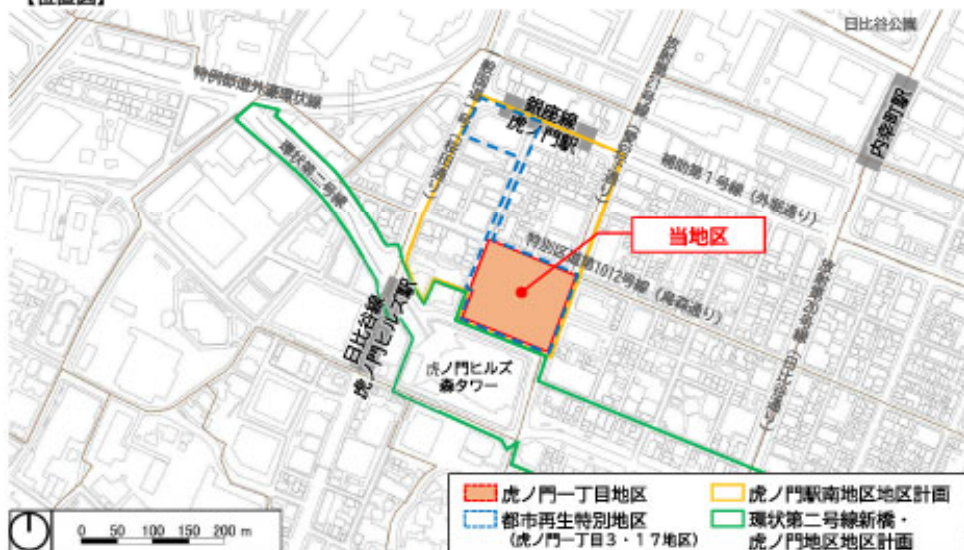 【位置図】
日比谷公園
特例都道外濠環状線
環状第二号線
銀座線
虎ノ門駅
内幸町駅
補助第1号線（外堀通り）
当地区
特別区道第1012号線（
日比谷線
虎ノ門ヒルズ駅
虎ノ門ヒルズ
森タワー
虎ノ門一丁目地区
虎ノ門駅南地区地区計画
都市再生特別地区
（虎ノ門一丁目3・17地区）
環状第二号線新橋・
虎ノ門地区地区計画
0 50 100 150 200 m